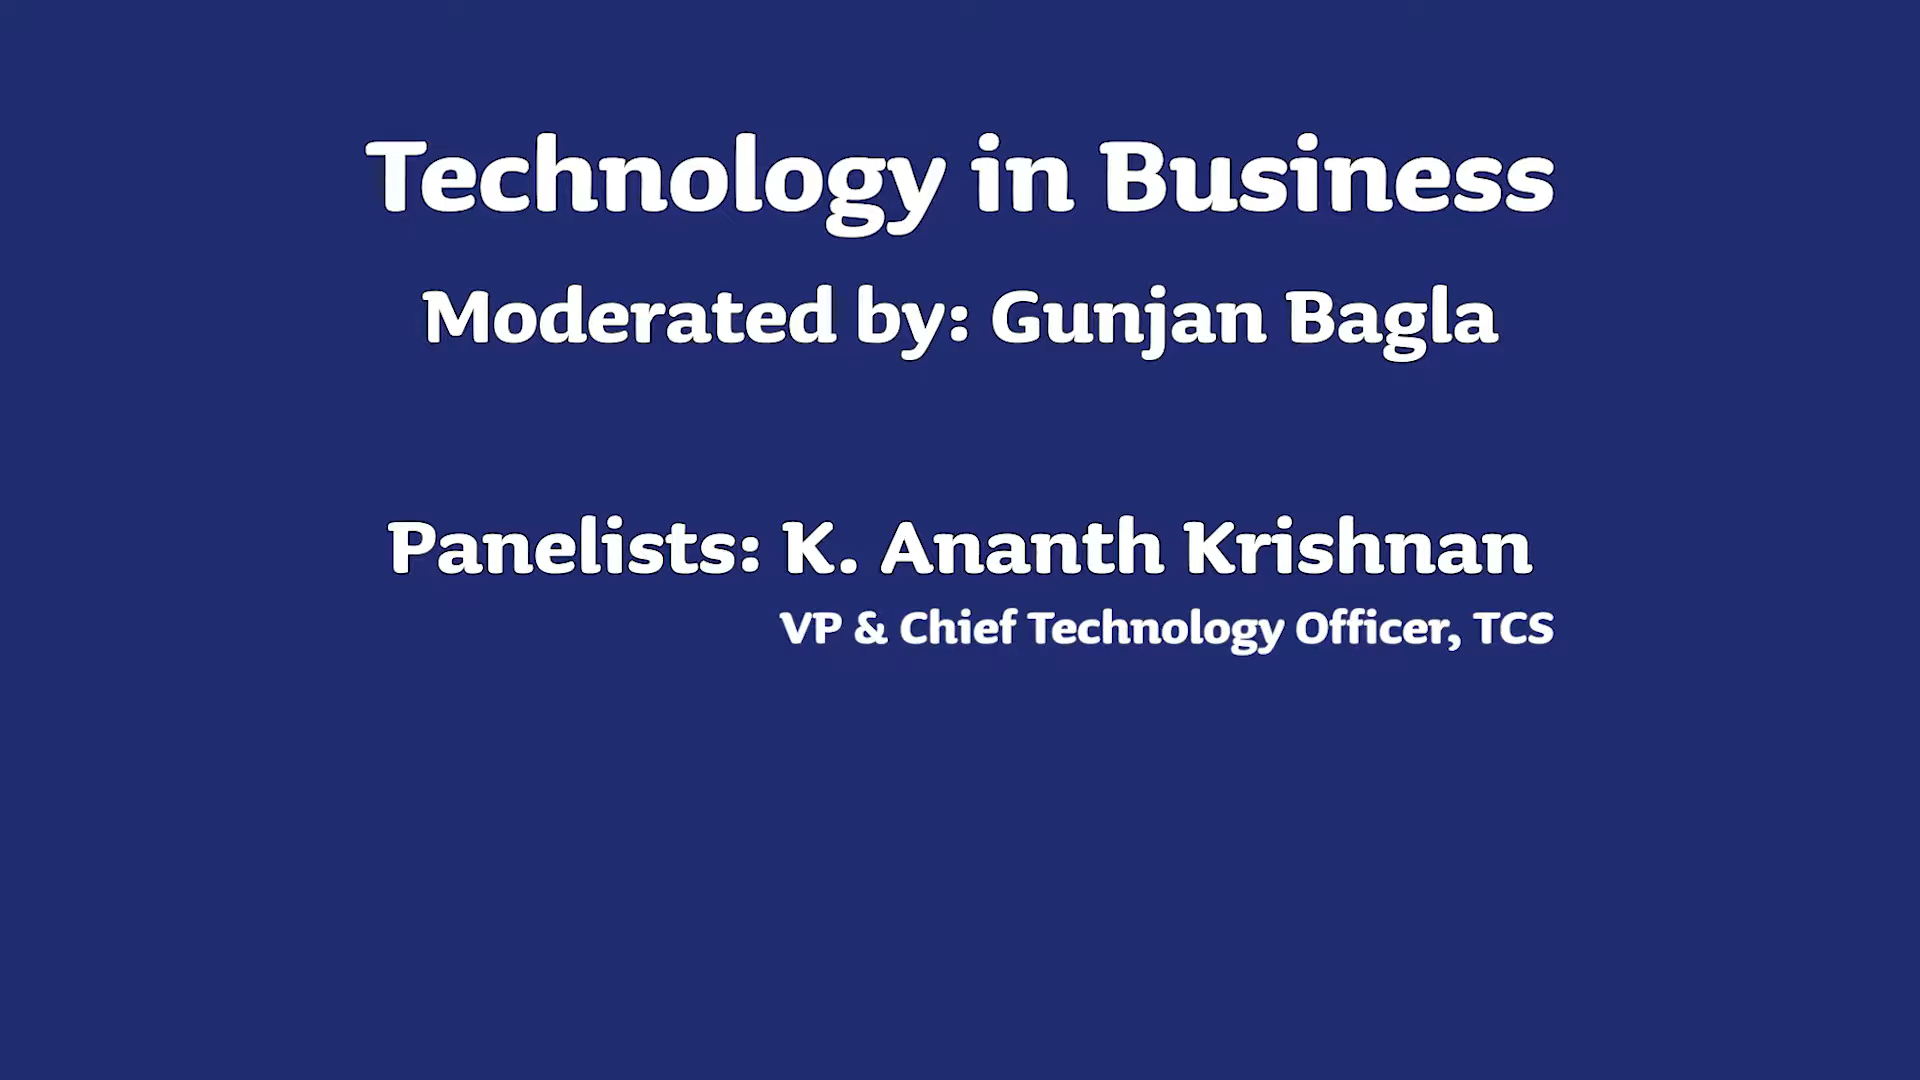 Technology in Business
Moderated by: Gunjan Bagla
Panelists: K. Ananth Krishnan
VP & Chief Technology Officer, TCS